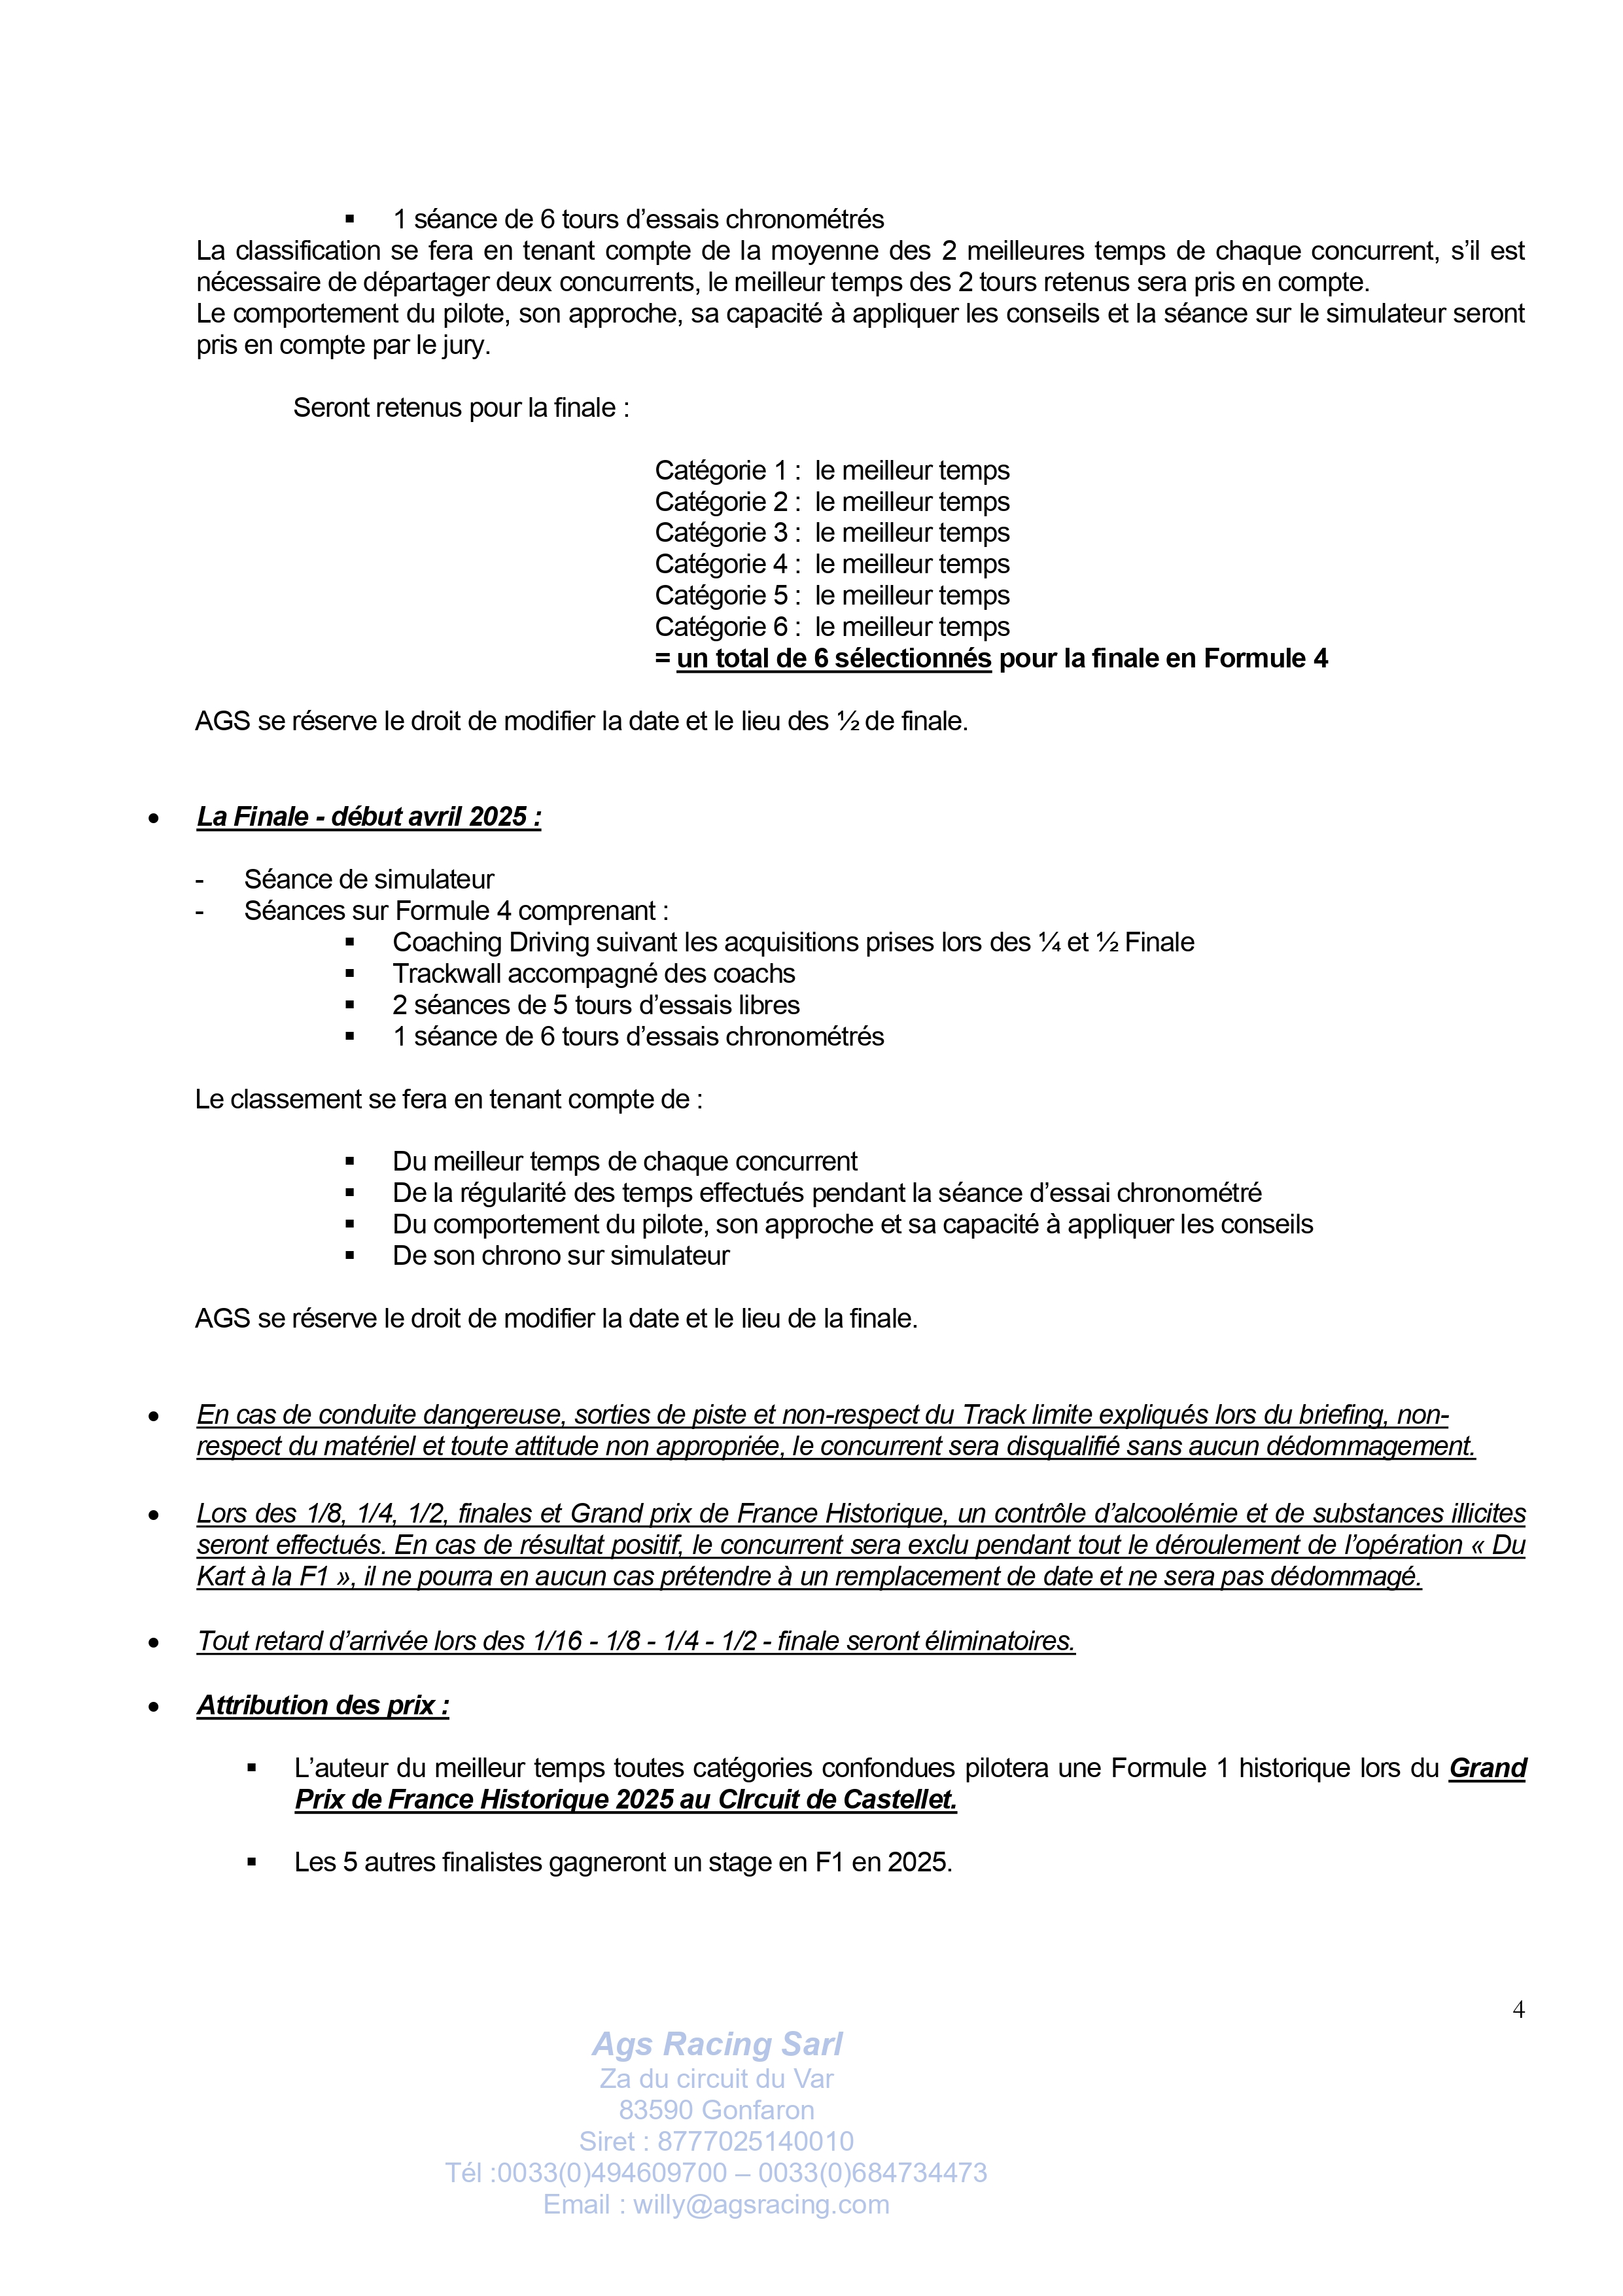 ▪ 1 séance de 6 tours d’essais chronométrés
La classification se fera en tenant compte de la moyenne des 2 meilleures temps de chaque concurrent, s’il est
nécessaire de départager deux concurrents, le meilleur temps des 2 tours retenus sera pris en compte.
Le comportement du pilote, son approche, sa capacité à appliquer les conseils et la séance sur le simulateur seront
pris en compte par le jury.
Seront retenus pour la finale :
Catégorie 1 : le meilleur temps
Catégorie 2 : le meilleur temps
Catégorie 3 : le meilleur temps
Catégorie 4 : le meilleur temps
Catégorie 5 : le meilleur temps
Catégorie 6 : le meilleur temps
= un total de 6 sélectionnés pour la finale en Formule 4
AGS se réserve le droit de modifier la date et le lieu des ½ de finale.
• La Finale - début avril 2025 :
- Séance de simulateur
- Séances sur Formule 4 comprenant :
▪ Coaching Driving suivant les acquisitions prises lors des ¼ et ½ Finale
▪ Trackwall accompagné des coachs
▪ 2 séances de 5 tours d’essais libres
▪ 1 séance de 6 tours d’essais chronométrés
Le classement se fera en tenant compte de :
▪ Du meilleur temps de chaque concurrent
▪ De la régularité des temps effectués pendant la séance d’essai chronométré
▪ Du comportement du pilote, son approche et sa capacité à appliquer les conseils
▪ De son chrono sur simulateur
AGS se réserve le droit de modifier la date et le lieu de la finale.
• En cas de conduite dangereuse, sorties de piste et non-respect du Track limite expliqués lors du briefing, non-
respect du matériel et toute attitude non appropriée, le concurrent sera disqualifié sans aucun dédommagement.
• Lors des 1/8, 1/4, 1/2, finales et Grand prix de France Historique, un contrôle d’alcoolémie et de substances illicites
seront effectués. En cas de résultat positif, le concurrent sera exclu pendant tout le déroulement de l’opération « Du
Kart à la F1 », il ne pourra en aucun cas prétendre à un remplacement de date et ne sera pas dédommagé.
• Tout retard d’arrivée lors des 1/16 - 1/8 - 1/4 - 1/2 - finale seront éliminatoires.
• Attribution des prix :
▪ L’auteur du meilleur temps toutes catégories confondues pilotera une Formule 1 historique lors du Grand
Prix de France Historique 2025 au CIrcuit de Castellet.
▪ Les 5 autres finalistes gagneront un stage en F1 en 2025.
4
Ags Racing Sarl
Za du circuit du Var
83590 Gonfaron
Siret : 8777025140010
Tél :0033(0)494609700 – 0033(0)684734473
Email : willy@agsracing.com